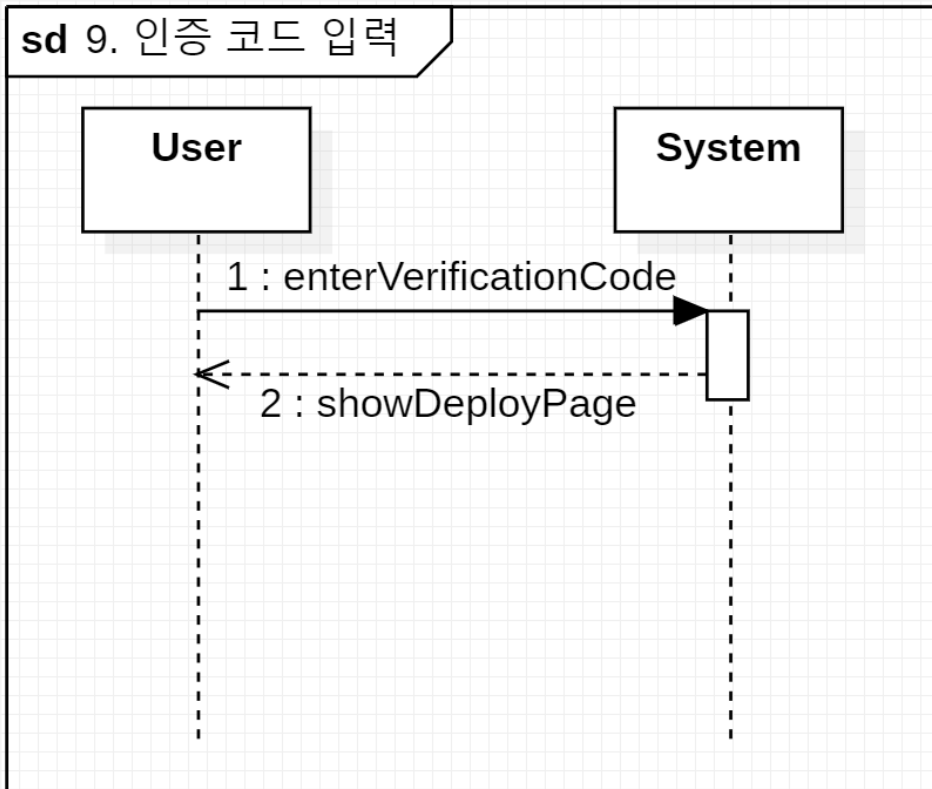 sd 9. 인증 코드 입력
User
System
1 : enterVerificationCode
2 : showDeployPage